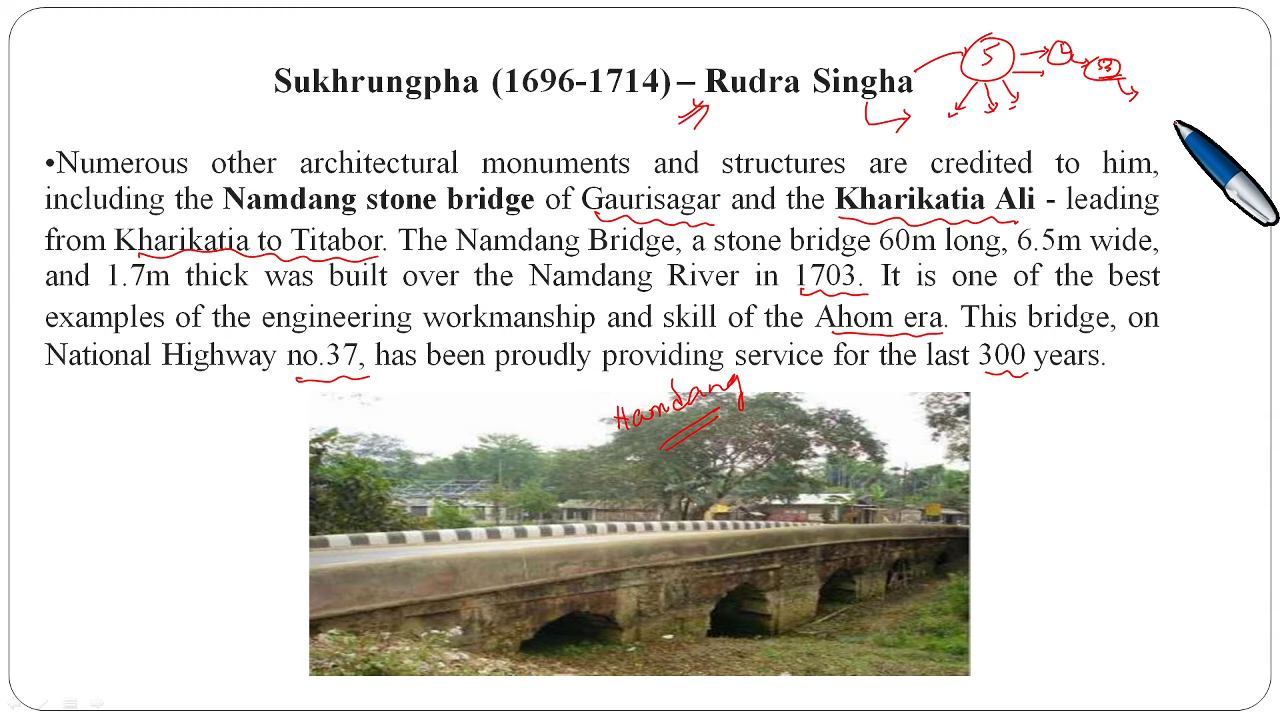 Sukhrungpha (1696-1714) – Rudra Singha
5
•Numerous other architectural monuments and structures are credited to him,
including the Namdang stone bridge of Gaurisagar and the Kharikatia Ali - leading
from Kharikatia to Titabor. The Namdang Bridge, a stone bridge 60m long, 6.5m wide,
and 1.7m thick was built over the Namdang River in 1703. It is one of the best
examples of the engineering workmanship and skill of the Ahom era. This bridge, on
National Highway no.37, has been proudly providing service for the last 300 years.
Hamdang